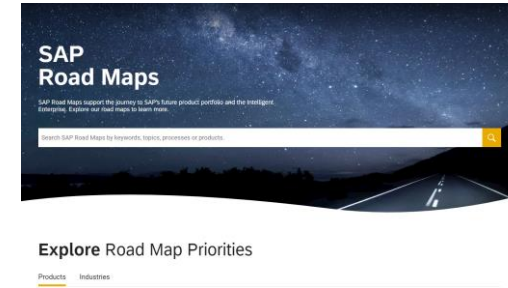 SAP
Road Maps
SAP Road Maps support the journey to SAP's future product portfolio and the Intelligent
Enterprise. Explore our road maps to learn more.
Search SAP Road Maps by keywords, topics, processes or products.
Explore Road Map Priorities
Products Industries